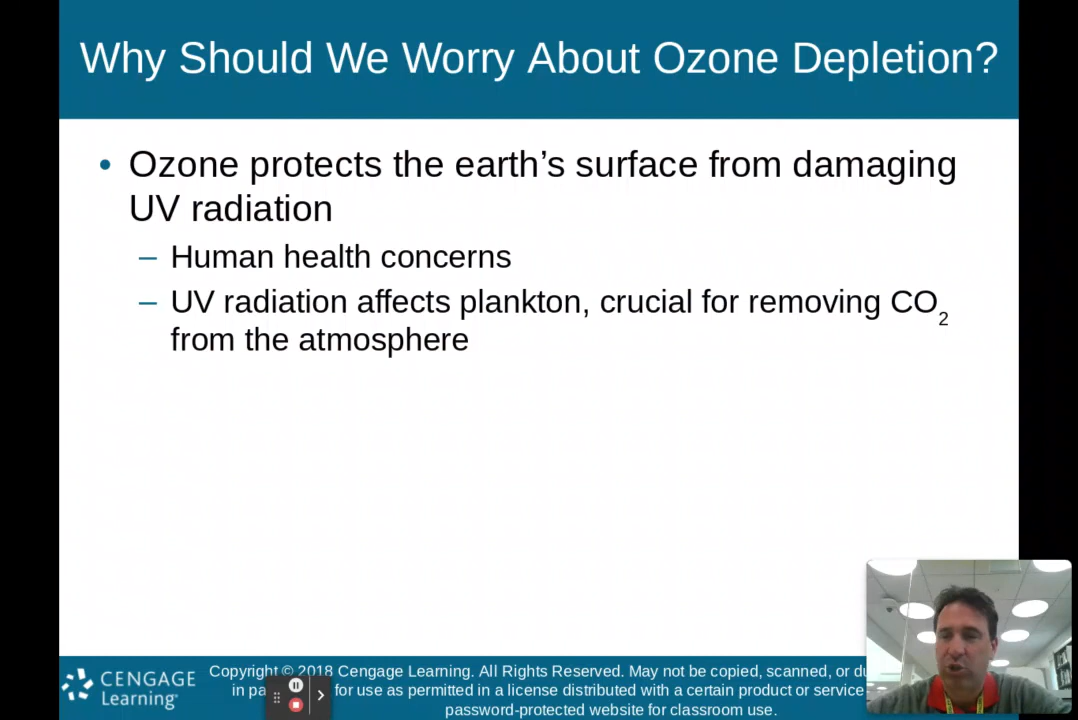 Why Should We Worry About Ozone Depletion?
• Ozone protects the earth’s surface from damaging
UV radiation
– Human health concerns
– UV radiation affects plankton, crucial for removing CO2
from the atmosphere
CENGAGE
Learning
Copyright © 2018 Cengage Learning. All Rights Reserved. May not be copied, scanned, or
in for use as permitted in a license distributed with a certain product or service
password-protected website for classroom use.